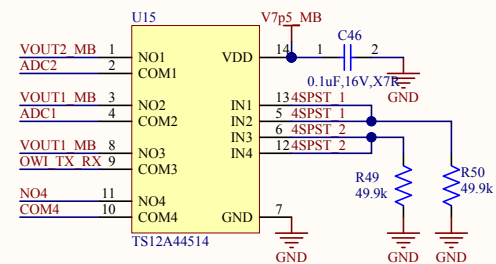 U15
V7p5_MB
C46
VOUT2_MB 1 NO1 VDD 14 1 2
ADC2 2 COM1
0.1uF,16V,X7R
GND
VOUT1_MB 3 NO2 IN1 13 4SPST_1
ADC1 4 COM2 IN2 5 4SPST_1
IN3 6 4SPST_2
VOUT1_MB 8 NO3 IN4 12 4SPST_2
OWI_TX_RX 9 COM3
R49
49.9k
R50
49.9k
NO4 11 NO4
COM4 10 COM4 GND 7
TS12A44514
GND
GND
GND